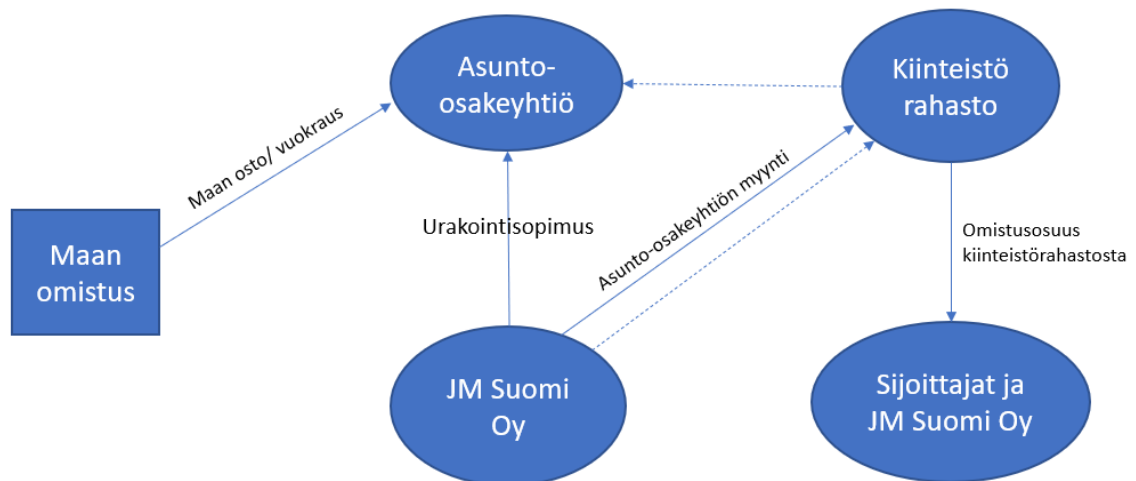 Asunto-
osakeyhtiö
Kiinteistö
rahasto
Maan osto/ vuokraus
Urakointisopimus
Asunto-osakeyhtiön myynti
Omistusosuus
kiinteistörahastosta
Maan
omistus
JM Suomi
Oy
Sijoittajat ja
JM Suomi Oy